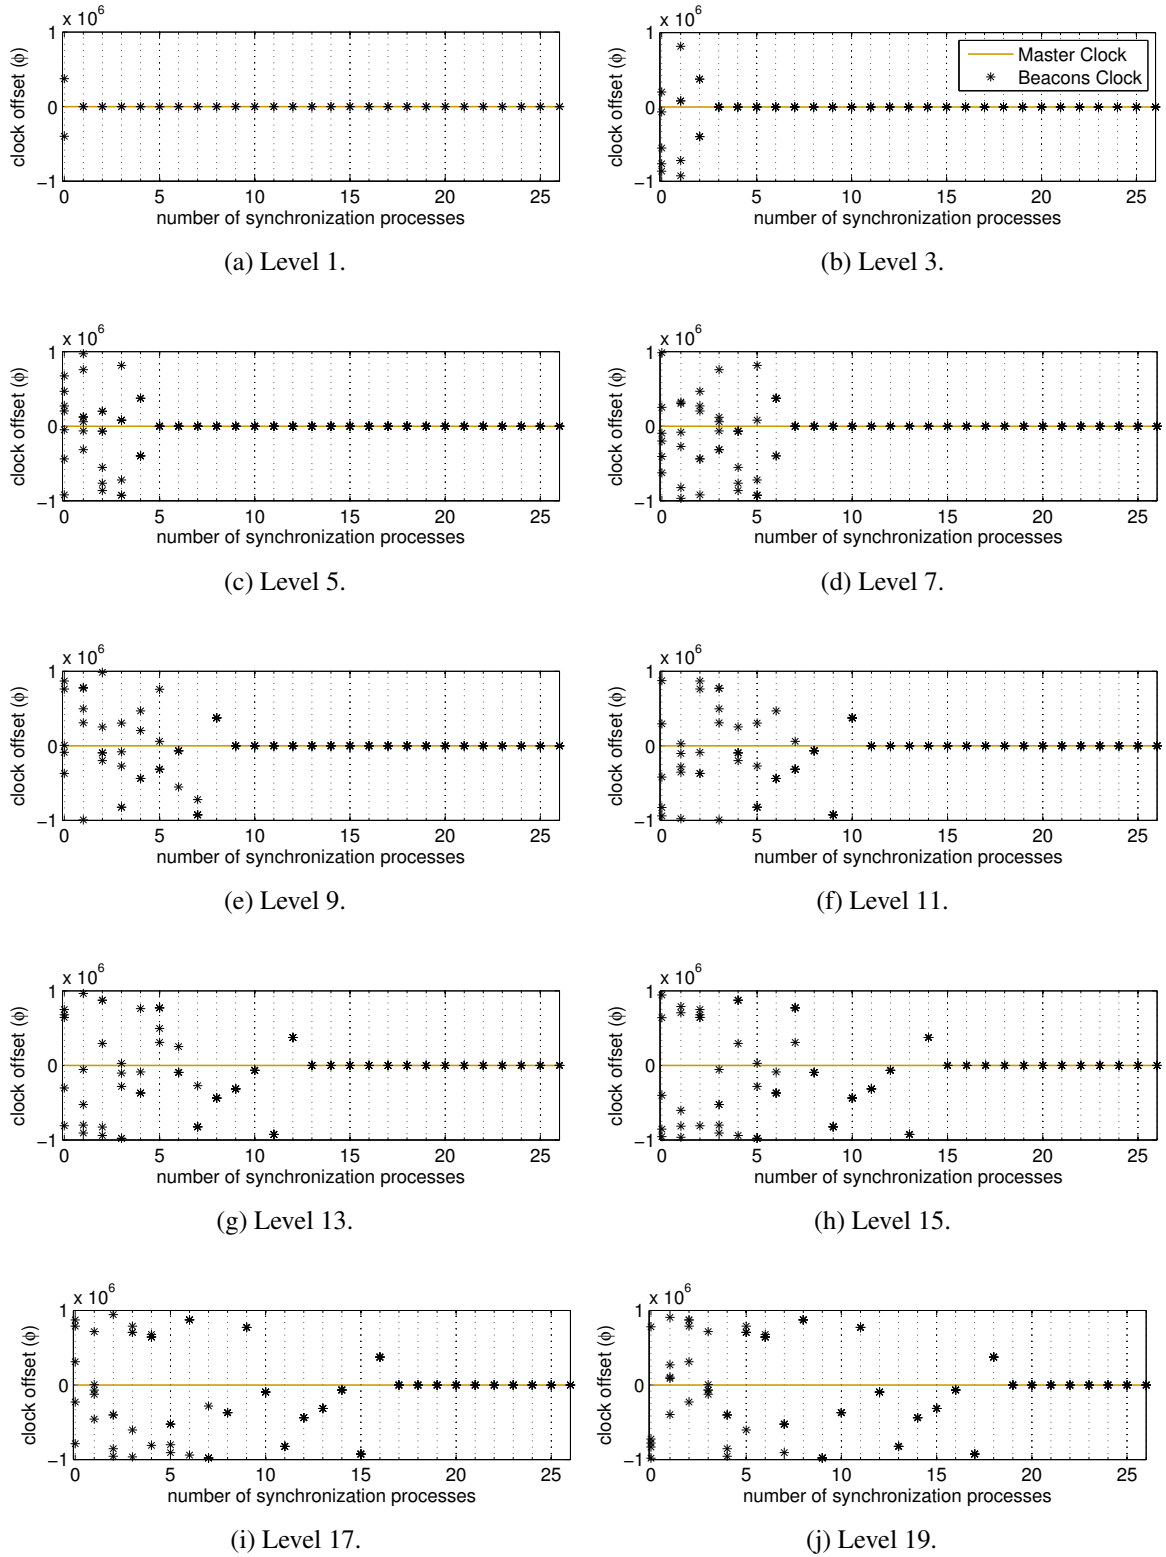 x 10^6
1
0
−1
clock offset (ϕ)
0 5 10 15 20 25
number of synchronization processes
(a) Level 1.
x 10^6
1
0
−1
clock offset (ϕ)
Master Clock
Beacons Clock
0 5 10 15 20 25
number of synchronization processes
(b) Level 3.
x 10^6
1
0
−1
clock offset (ϕ)
0 5 10 15 20 25
number of synchronization processes
(c) Level 5.
x 10^6
1
0
−1
clock offset (ϕ)
0 5 10 15 20 25
number of synchronization processes
(d) Level 7.
x 10^6
1
0
−1
clock offset (ϕ)
0 5 10 15 20 25
number of synchronization processes
(e) Level 9.
x 10^6
1
0
−1
clock offset (ϕ)
0 5 10 15 20 25
number of synchronization processes
(f) Level 11.
x 10^6
1
0
−1
clock offset (ϕ)
0 5 10 15 20 25
number of synchronization processes
(g) Level 13.
x 10^6
1
0
−1
clock offset (ϕ)
0 5 10 15 20 25
number of synchronization processes
(h) Level 15.
x 10^6
1
0
−1
clock offset (ϕ)
0 5 10 15 20 25
number of synchronization processes
(i) Level 17.
x 10^6
1
0
−1
clock offset (ϕ)
0 5 10 15 20 25
number of synchronization processes
(j) Level 19.